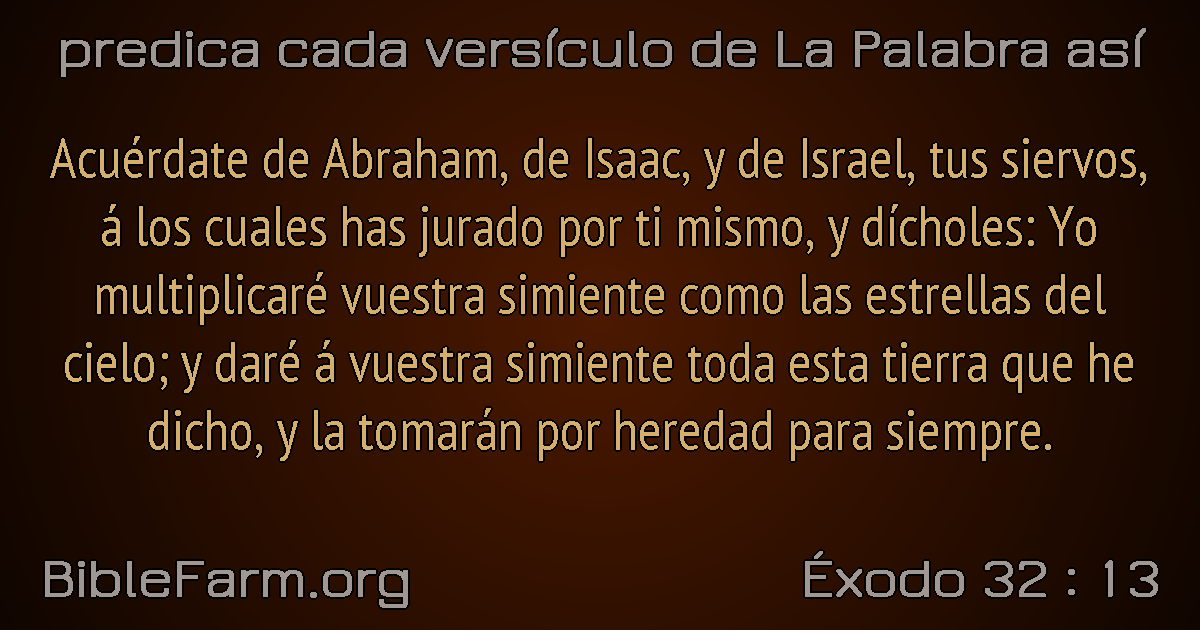 predica cada versículo de La Palabra así
Acuérdate de Abraham, de Isaac, y de Israel, tus siervos,
á los cuales has jurado por ti mismo, y dícholes: Yo
multiplicaré vuestra simiente como las estrellas del
cielo; y daré á vuestra simiente toda esta tierra que he
dicho, y la tomarán por heredad para siempre.
BibleFarm.org
Éxodo 32 : 13